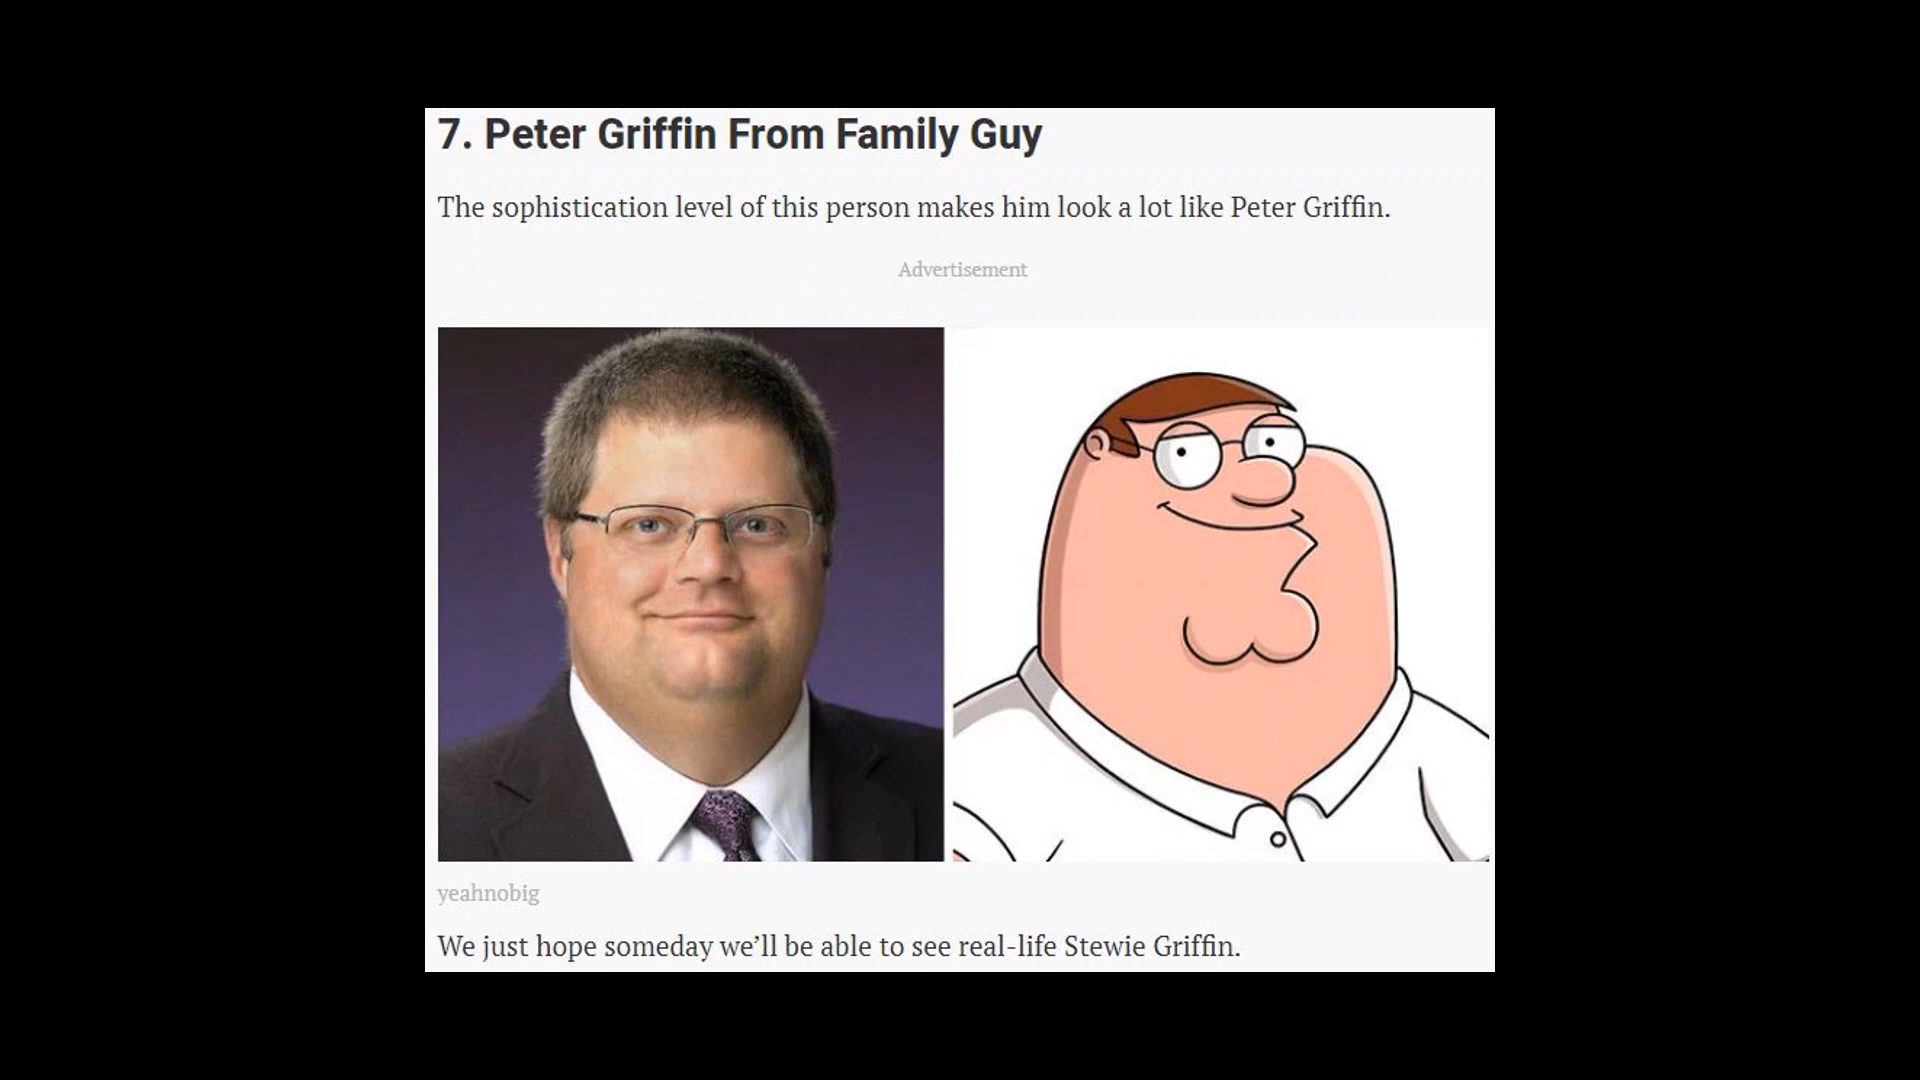 7. Peter Griffin From Family Guy
The sophistication level of this person makes him look a lot like Peter Griffin.
Advertisement
yeahnobig
We just hope someday we’ll be able to see real-life Stewie Griffin.